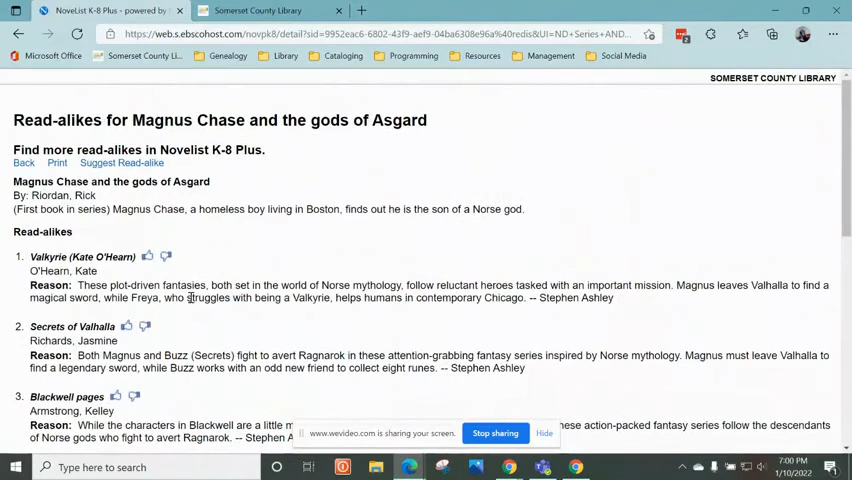 NoveList K-8 Plus - powered by
Somerset County Library
https://web.s.ebscohost.com/novpk8/detail?sid=9952eac6-6802-43f9-aef9-04ba6308e96a%40redis&UI=ND+Series+AND...
Microsoft Office
Somerset County Lib...
Genealogy
Library
Cataloging
Programming
Resources
Management
Social Media
SOMERSET COUNTY LIBRARY
Read-alikes for Magnus Chase and the gods of Asgard
Find more read-alikes in Novelist K-8 Plus.
Back Print Suggest Read-alike
Magnus Chase and the gods of Asgard
By: Riordan, Rick
(First book in series) Magnus Chase, a homeless boy living in Boston, finds out he is the son of a Norse god.
Read-alikes
1. Valkyrie (Kate O'Hearn)
O'Hearn, Kate
Reason: These plot-driven fantasies, both set in the world of Norse mythology, follow reluctant heroes tasked with an important mission. Magnus leaves Valhalla to find a
magical sword, while Freya, who struggles with being a Valkyrie, helps humans in contemporary Chicago. -- Stephen Ashley
2. Secrets of Valhalla
Richards, Jasmine
Reason: Both Magnus and Buzz (Secrets) fight to avert Ragnarok in these attention-grabbing fantasy series inspired by Norse mythology. Magnus must leave Valhalla to
find a legendary sword, while Buzz works with an odd new friend to collect eight runes. -- Stephen Ashley
3. Blackwell pages
Armstrong, Kelley
Reason: While the characters in Blackwell are a little m
ese action-packed fantasy series follow the descendants
of Norse gods who fight to avert Ragnarok. -- Stephen A
www.wevideo.com is sharing your screen.
Stop sharing
Hide
Type here to search
7:00 PM
1/10/2022